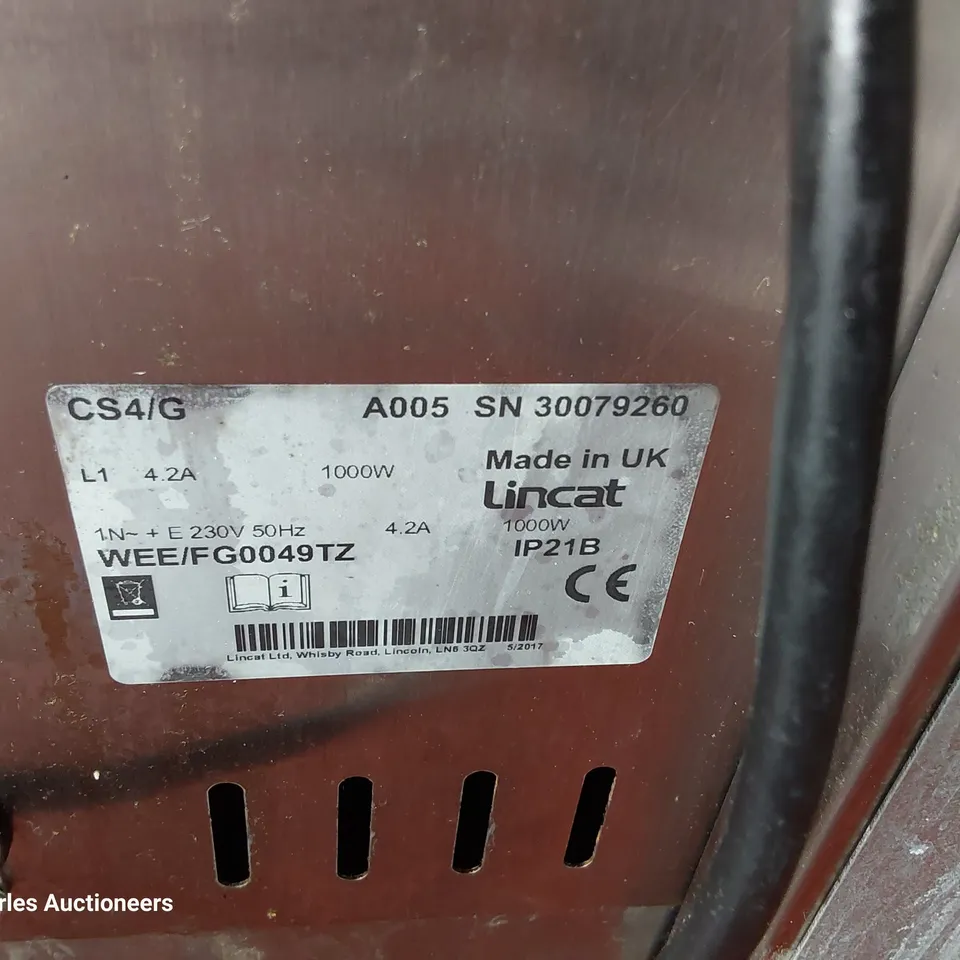 CS4/G A005 SN 30079260
L1 4.2A 1000W Made in UK
Lincat
1N~ + E 230V 50Hz 4.2A 1000W
WEE/FG0049TZ IP21B
i CE
Lincat Ltd, Whisby Road, Lincoln, LN6 3QZ 5/2017
rles Auctioneers